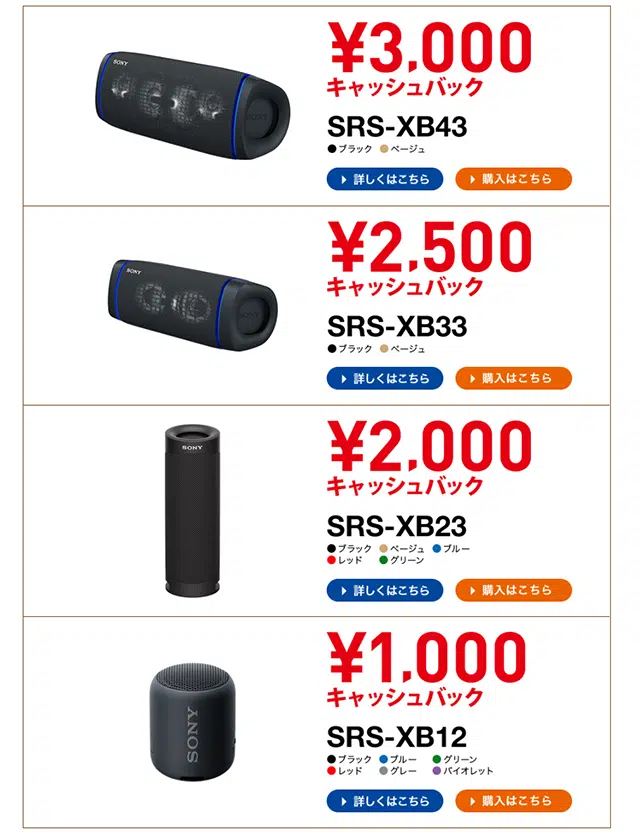 SONY
¥3,000
キャッシュバック
SRS-XB43
●ブラック ●ベージュ
詳しくはこちら 購入はこちら
SONY
¥2,500
キャッシュバック
SRS-XB33
●ブラック ●ベージュ
詳しくはこちら 購入はこちら
SONY
¥2,000
キャッシュバック
SRS-XB23
●ブラック ●ベージュ ●ブルー
●レッド ●グリーン
詳しくはこちら 購入はこちら
SONY
¥1,000
キャッシュバック
SRS-XB12
●ブラック ●ブルー ●グリーン
●レッド ●グレー ●バイオレット
詳しくはこちら 購入はこちら